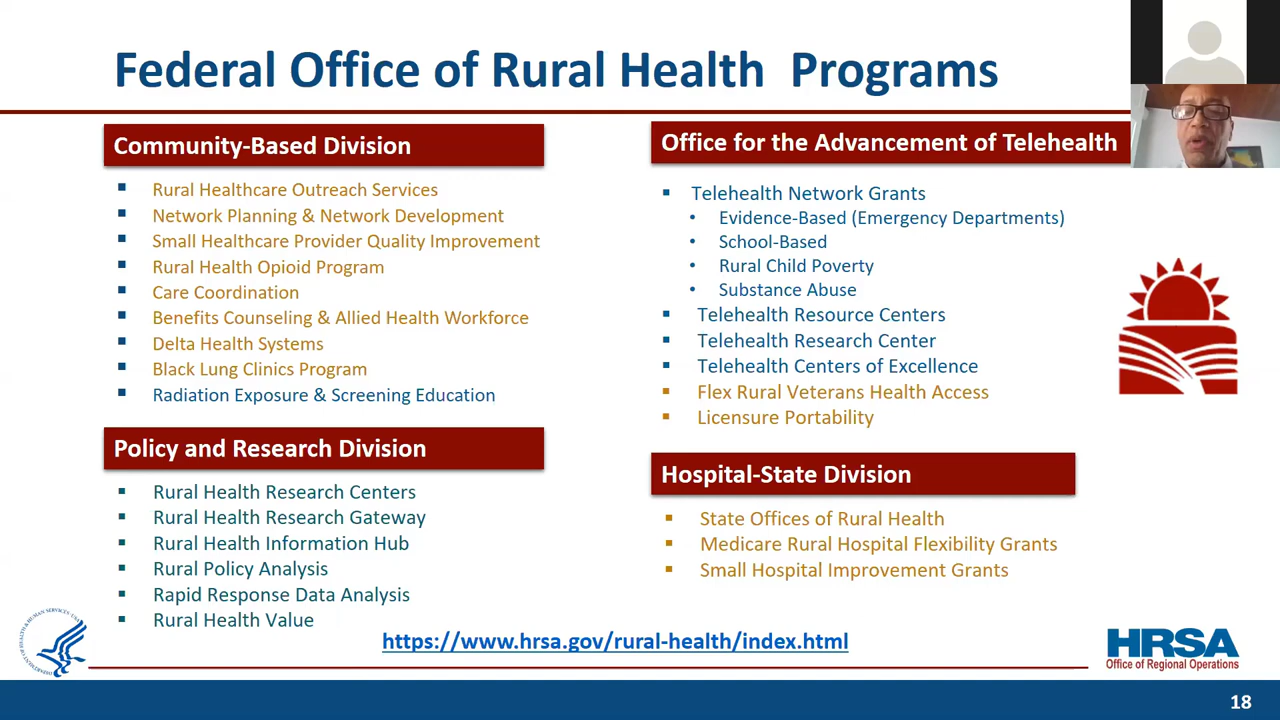 Federal Office of Rural Health Programs
Community-Based Division
Rural Healthcare Outreach Services
Network Planning & Network Development
Small Healthcare Provider Quality Improvement
Rural Health Opioid Program
Care Coordination
Benefits Counseling & Allied Health Workforce
Delta Health Systems
Black Lung Clinics Program
Radiation Exposure & Screening Education
Policy and Research Division
Rural Health Research Centers
Rural Health Research Gateway
Rural Health Information Hub
Rural Policy Analysis
Rapid Response Data Analysis
Rural Health Value
Office for the Advancement of Telehealth
Telehealth Network Grants
Evidence-Based (Emergency Departments)
School-Based
Rural Child Poverty
Substance Abuse
Telehealth Resource Centers
Telehealth Research Center
Telehealth Centers of Excellence
Flex Rural Veterans Health Access
Licensure Portability
Hospital-State Division
State Offices of Rural Health
Medicare Rural Hospital Flexibility Grants
Small Hospital Improvement Grants
https://www.hrsa.gov/rural-health/index.html
DEPARTMENT OF HEALTH & HUMAN SERVICES · USA
HRSA
Office of Regional Operations
18